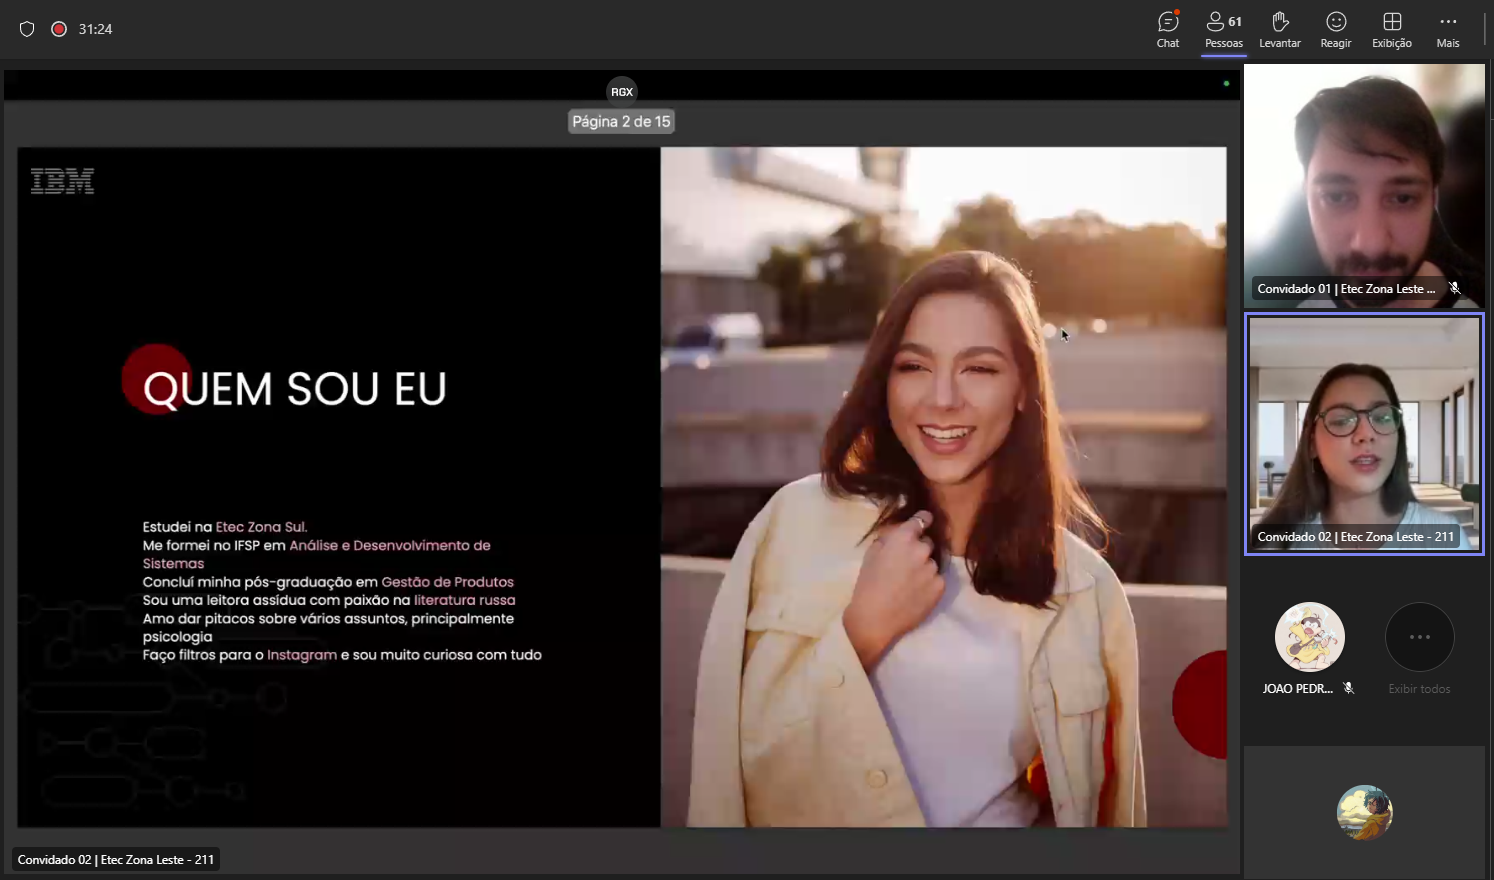 31:24
Chat
61
Pessoas
Levantar
Reagir
Exibição
Mais
RGX
Página 2 de 15
IBM
QUEM SOU EU
Estudei na Etec Zona Sul.
Me formei no IFSP em Análise e Desenvolvimento de
Sistemas
Concluí minha pós-graduação em Gestão de Produtos
Sou uma leitora assídua com paixão na literatura russa
Amo dar pitacos sobre vários assuntos, principalmente
psicologia
Faço filtros para o Instagram e sou muito curiosa com tudo
Convidado 02 | Etec Zona Leste - 211
Convidado 01 | Etec Zona Leste ...
Convidado 02 | Etec Zona Leste - 211
JOAO PEDR...
Exibir todos